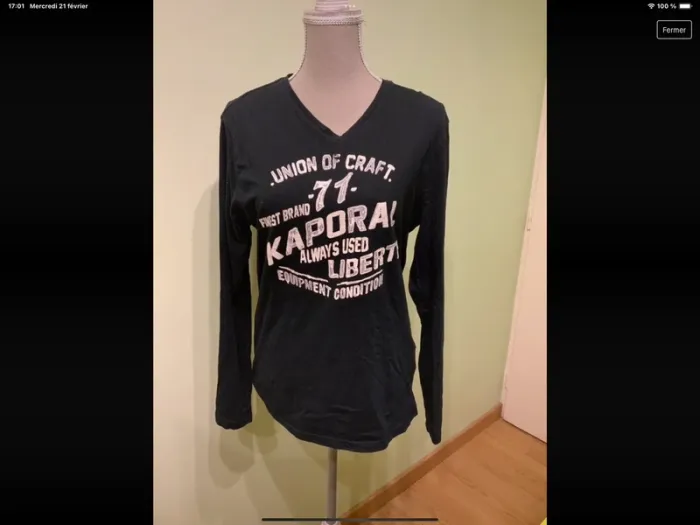 17:01 Mercredi 21 février
100 %
Fermer
.UNION OF CRAFT.
-71-
FINEST BRAND
KAPORAL
ALWAYS USED
LIBERTY
EQUIPMENT CONDITION